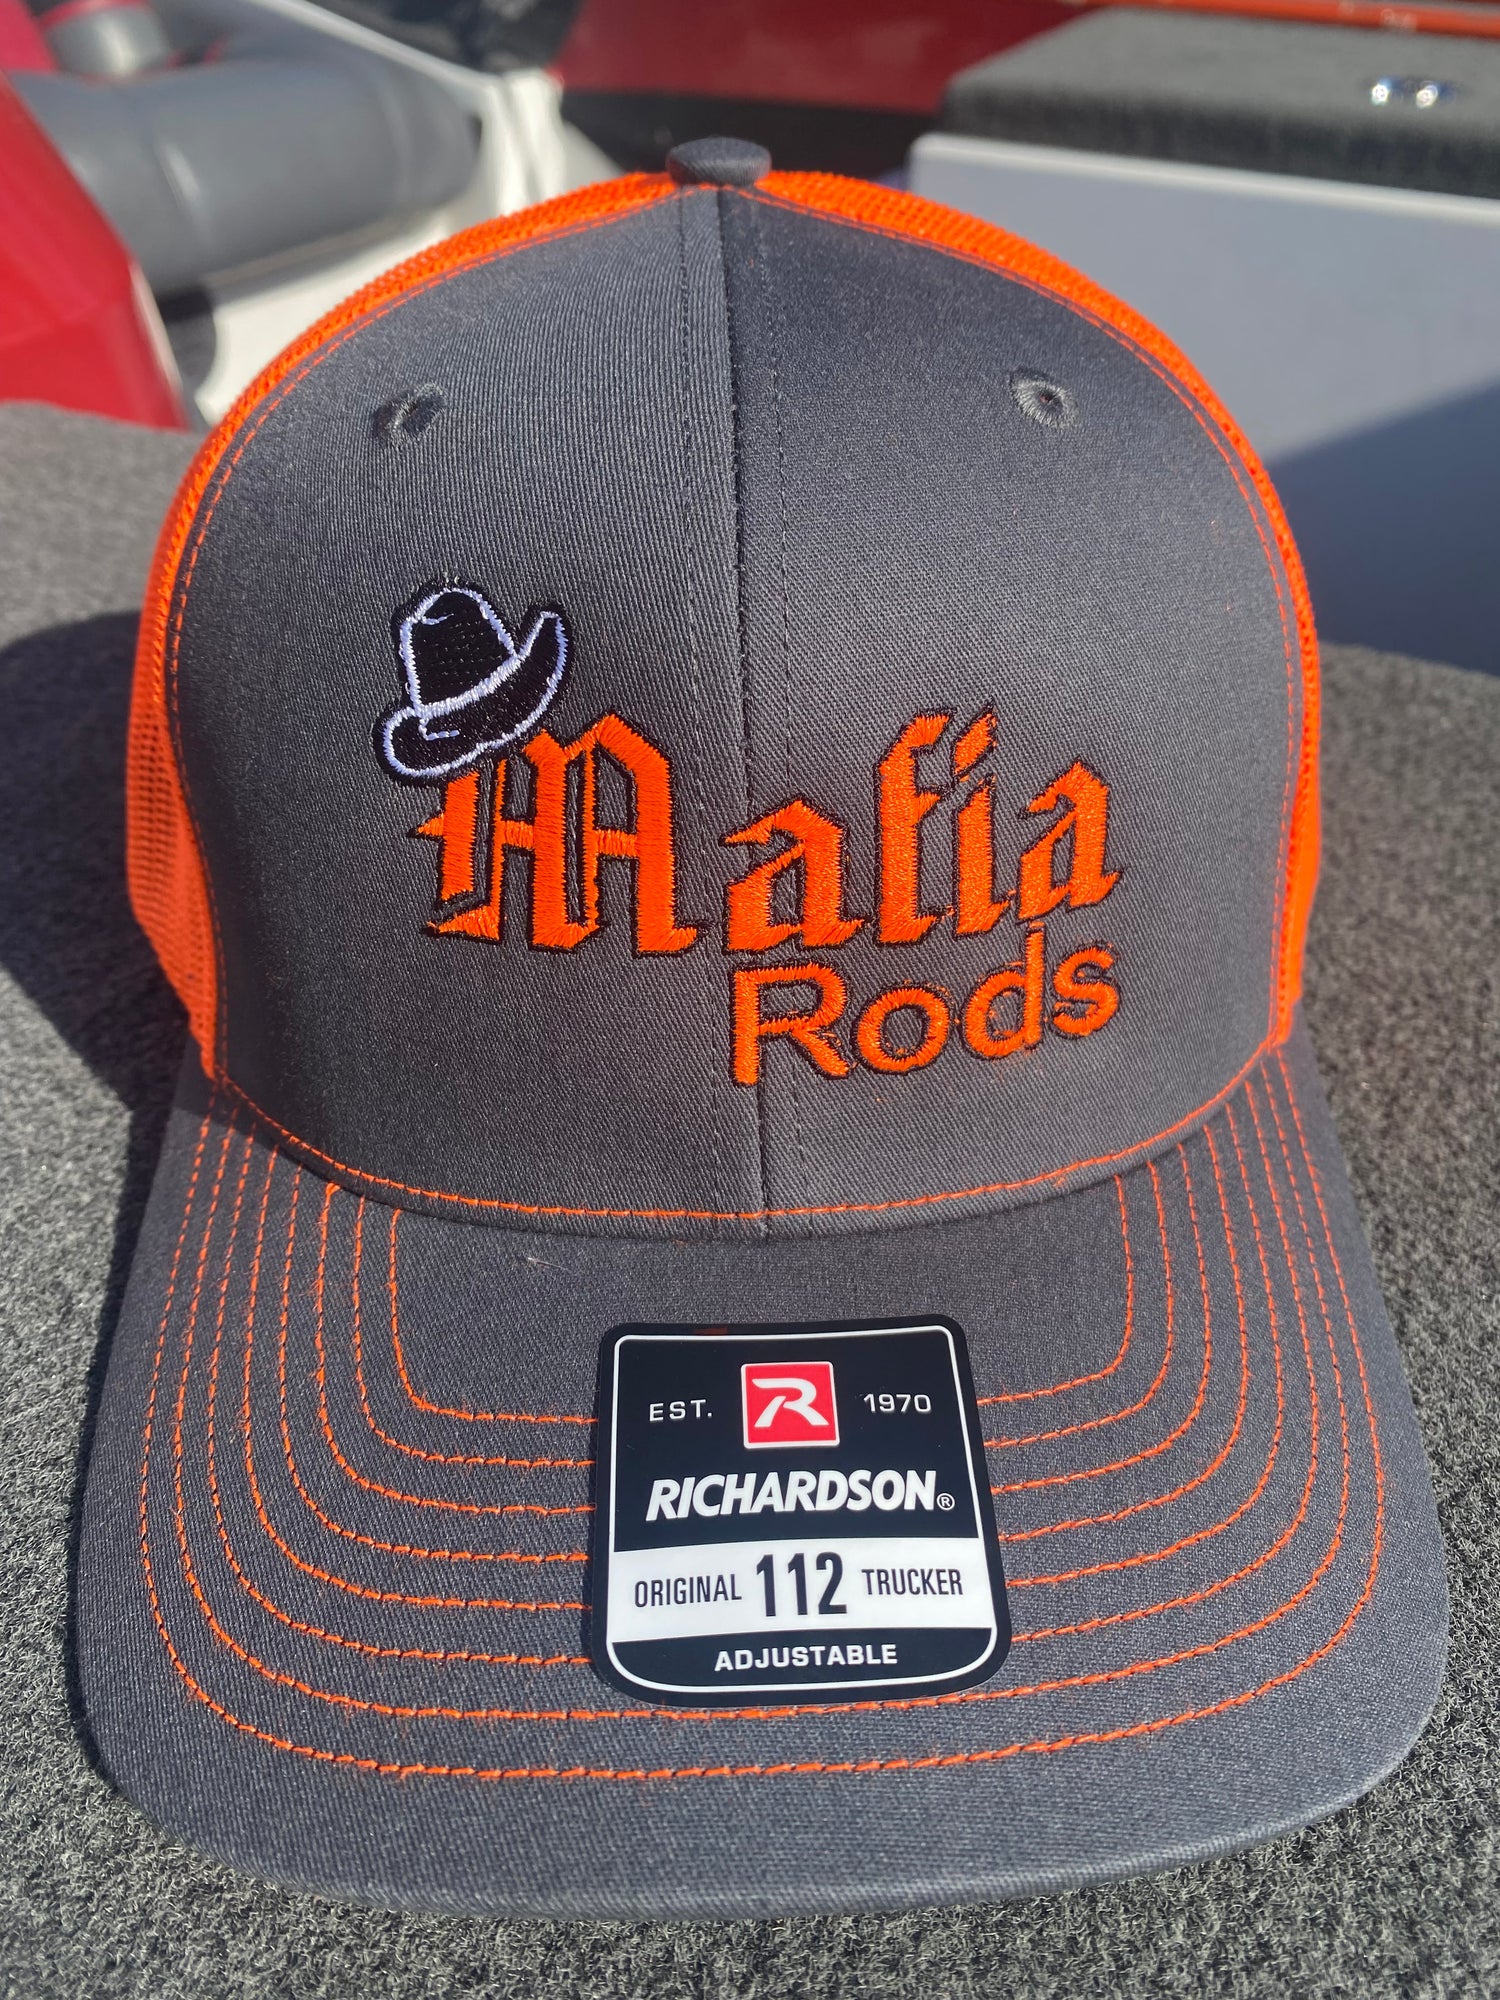 Mafia
Rods
EST. R 1970
RICHARDSON®
ORIGINAL 112 TRUCKER
ADJUSTABLE